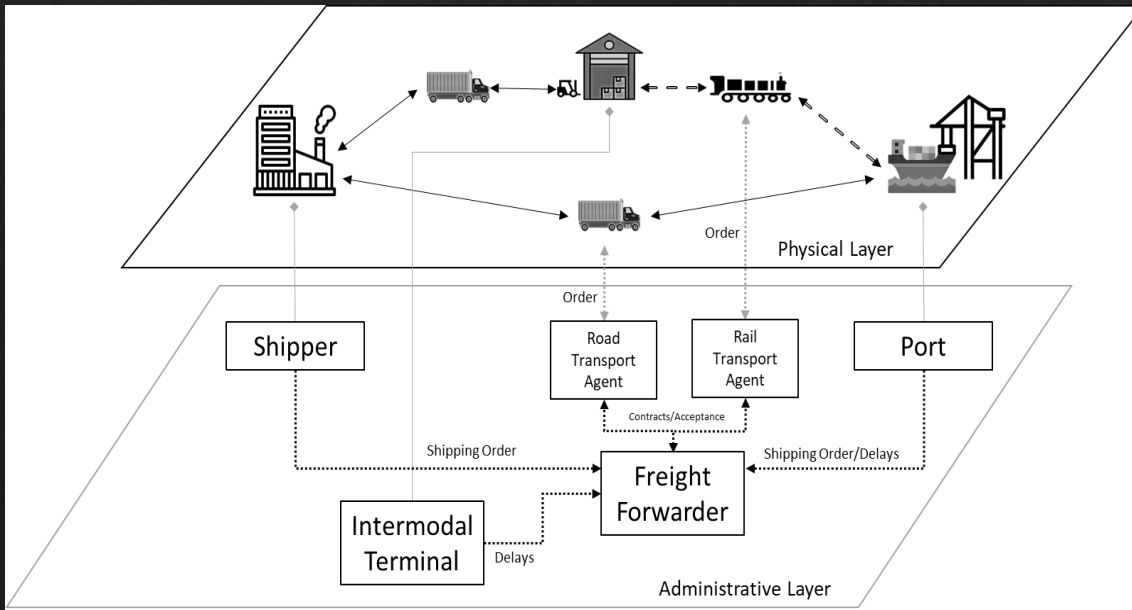 Order
Physical Layer
Order
Shipper
Road
Transport
Agent
Rail
Transport
Agent
Port
Contracts/Acceptance
Shipping Order
Shipping Order/Delays
Freight
Forwarder
Intermodal
Terminal
Delays
Administrative Layer